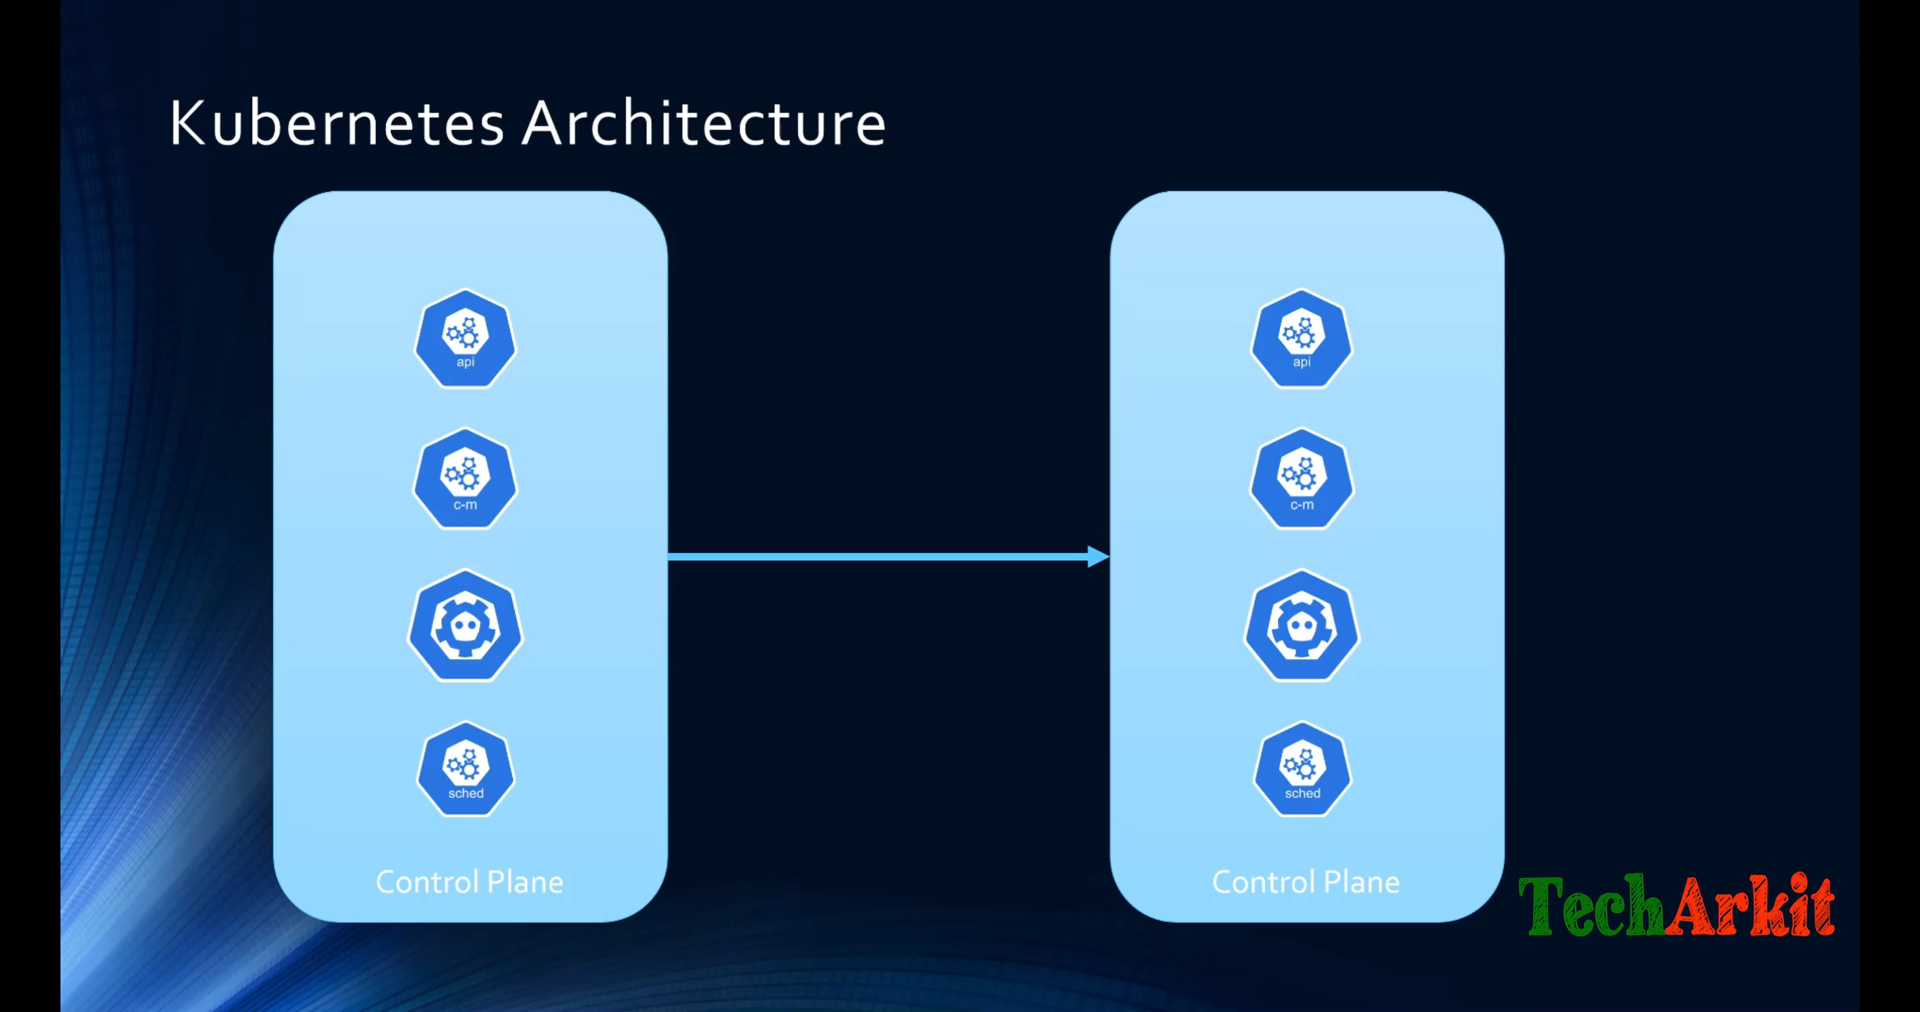 Kubernetes Architecture
api
c-m
sched
Control Plane
api
c-m
sched
Control Plane
TechArkit